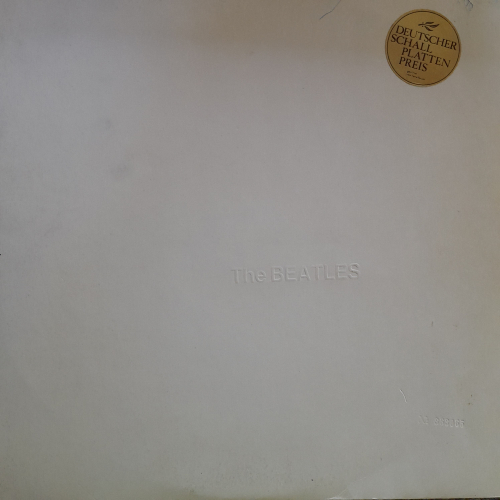 DEUTSCHER
SCHALL
PLATTEN
PREIS
The BEATLES